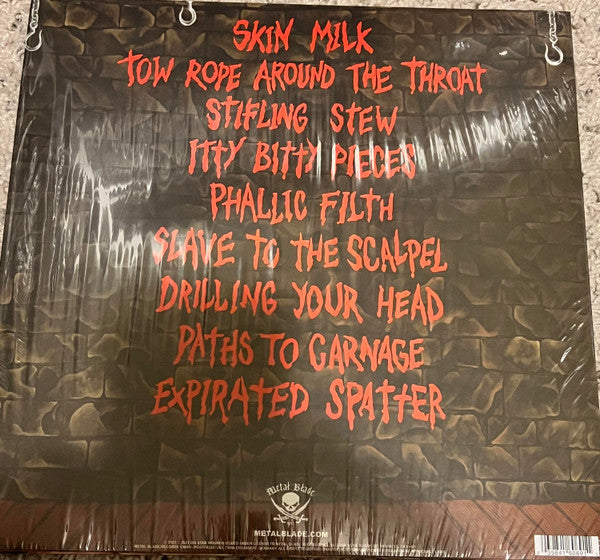 SKIN MILK
TOW ROPE AROUND THE THROAT
STIFLING STEW
ITTY BITTY PIECES
PHALLIC FILTH
SLAVE TO THE SCALPEL
DRILLING YOUR HEAD
PATHS TO CARNAGE
EXPIRATED SPATTER
Metal Blade
METALBLADE.COM